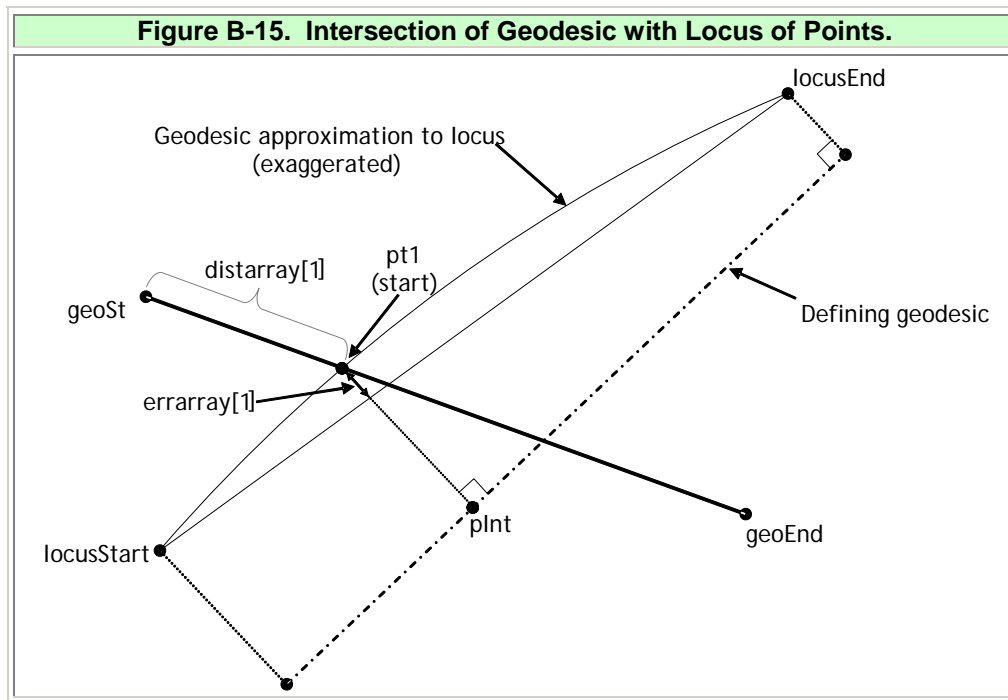 Figure B-15. Intersection of Geodesic with Locus of Points.
locusEnd
Geodesic approximation to locus
(exaggerated)
pt1
(start)
distarray[1]
geoSt
Defining geodesic
errarray[1]
pInt
geoEnd
locusStart